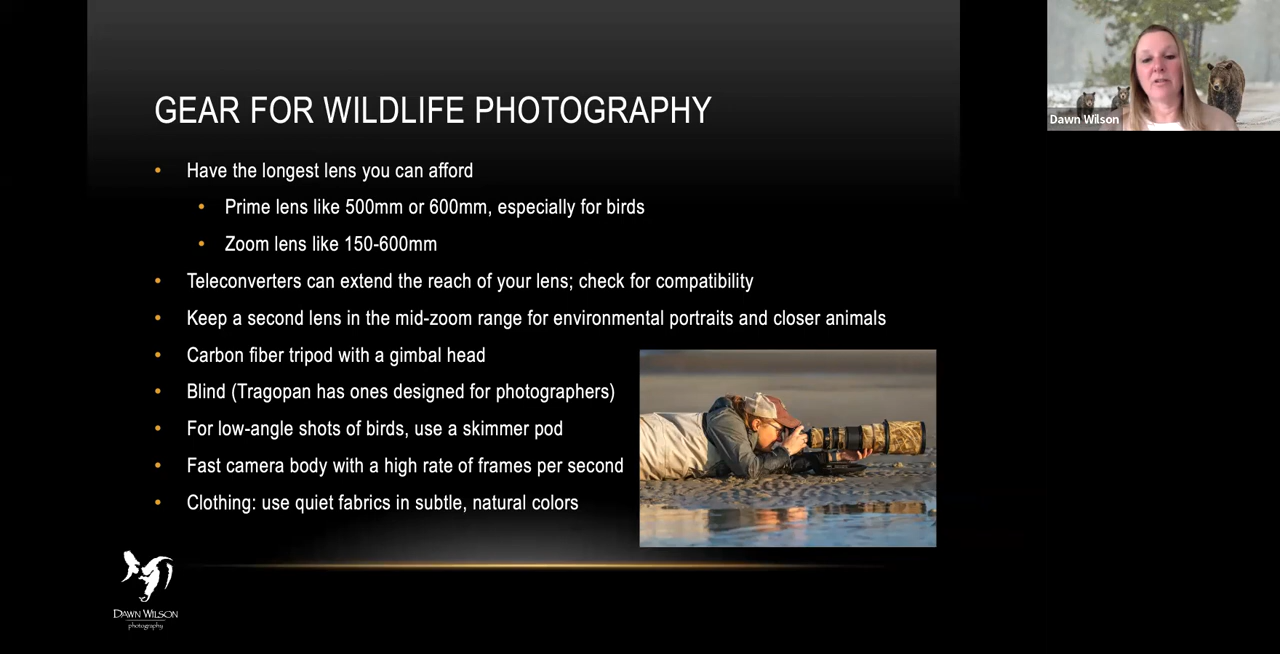 GEAR FOR WILDLIFE PHOTOGRAPHY
• Have the longest lens you can afford
• Prime lens like 500mm or 600mm, especially for birds
• Zoom lens like 150-600mm
• Teleconverters can extend the reach of your lens; check for compatibility
• Keep a second lens in the mid-zoom range for environmental portraits and closer animals
• Carbon fiber tripod with a gimbal head
• Blind (Tragopan has ones designed for photographers)
• For low-angle shots of birds, use a skimmer pod
• Fast camera body with a high rate of frames per second
• Clothing: use quiet fabrics in subtle, natural colors
DAWN WILSON
photography
Dawn Wilson